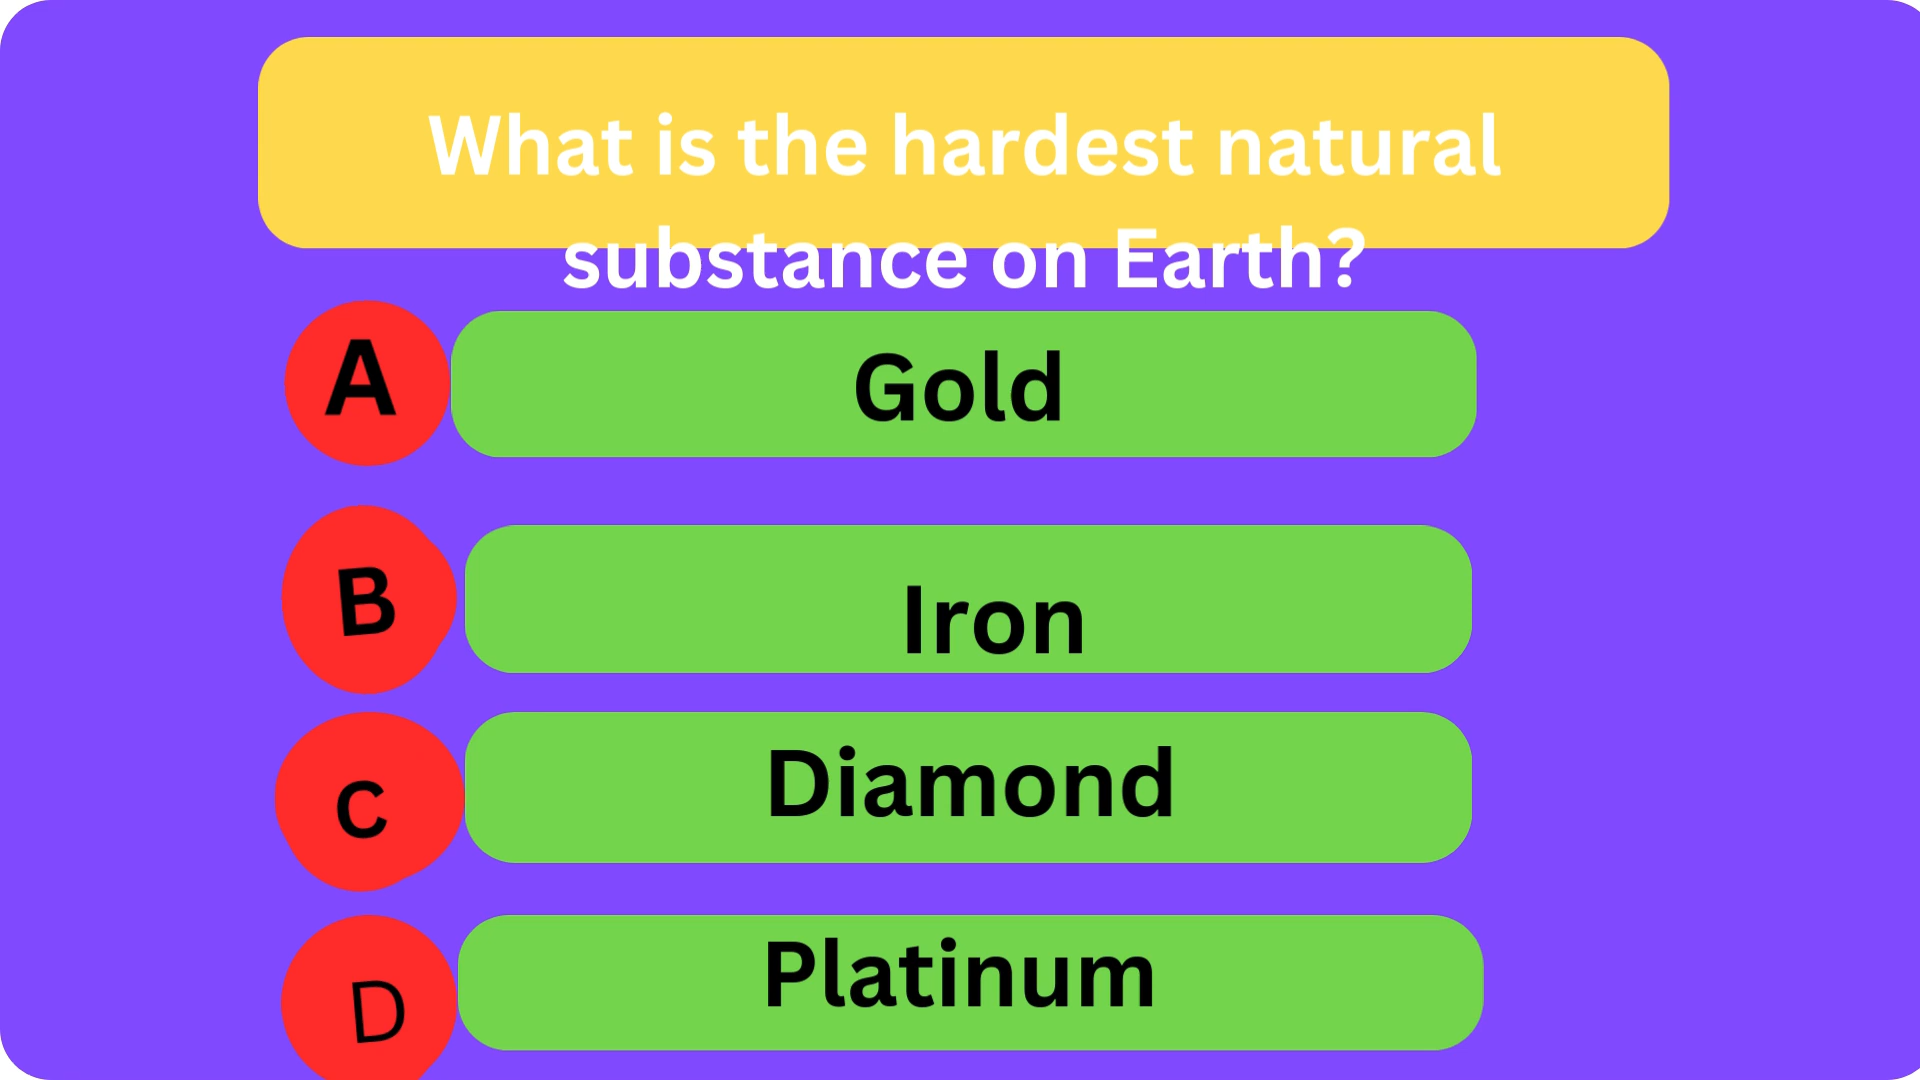 What is the hardest natural
substance on Earth?
A
Gold
B
Iron
C
Diamond
D
Platinum